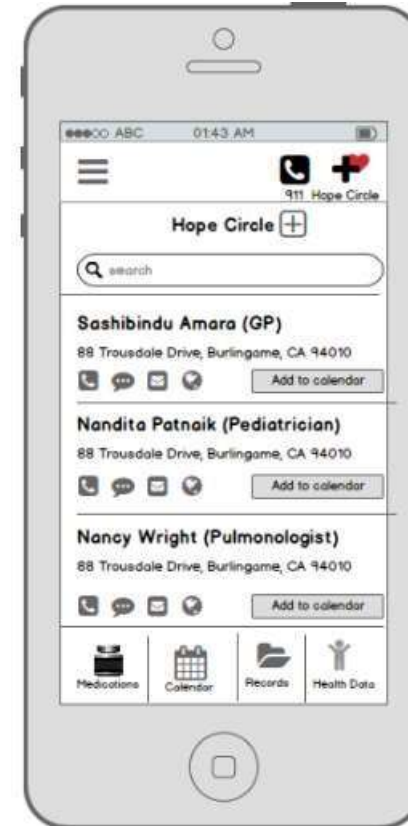 ABC 01:43 AM
911 Hope Circle
Hope Circle
search
Sashibindu Amara (GP)
88 Trousdale Drive, Burlingame, CA 94010
Add to calendar
Nandita Patnaik (Pediatrician)
88 Trousdale Drive, Burlingame, CA 94010
Add to calendar
Nancy Wright (Pulmonologist)
88 Trousdale Drive, Burlingame, CA 94010
Add to calendar
Medications Calendar Records Health Data